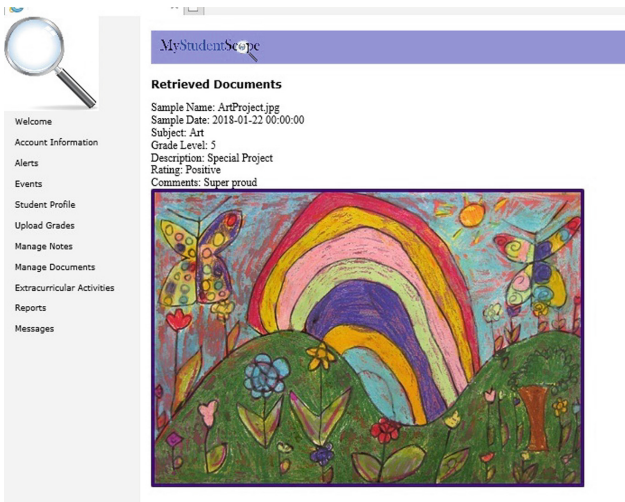 MyStudentScope
Retrieved Documents
Sample Name: ArtProject.jpg
Sample Date: 2018-01-22 00:00:00
Subject: Art
Grade Level: 5
Description: Special Project
Rating: Positive
Comments: Super proud
Welcome
Account Information
Alerts
Events
Student Profile
Upload Grades
Manage Notes
Manage Documents
Extracurricular Activities
Reports
Messages